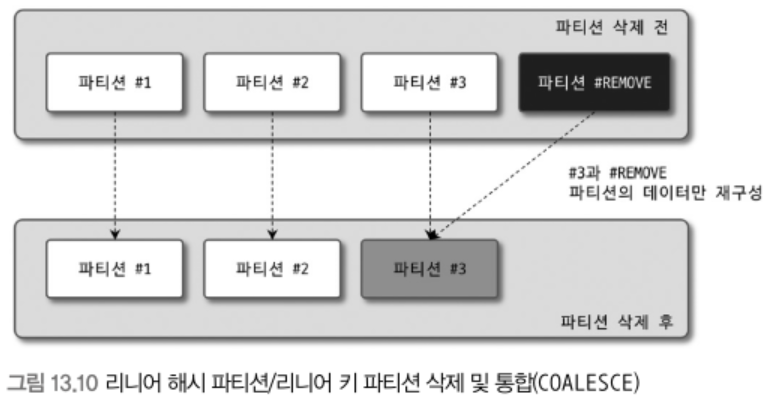 파티션 삭제 전
파티션 #1 파티션 #2 파티션 #3 파티션 #REMOVE
#3과 #REMOVE
파티션의 데이터만 재구성
파티션 #1 파티션 #2 파티션 #3
파티션 삭제 후
그림 13.10 리니어 해시 파티션/리니어 키 파티션 삭제 및 통합(COALESCE)